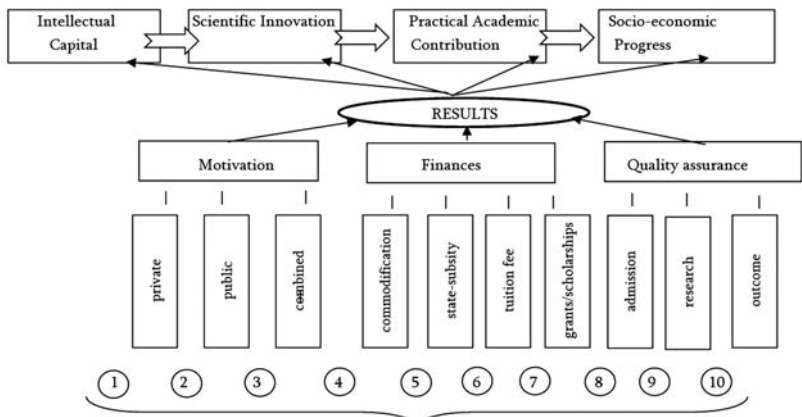 Intellectual
Capital
Scientific Innovation
Practical Academic
Contribution
Socio-economic
Progress
RESULTS
Motivation
Finances
Quality assurance
private
public
combined
commodification
state-subsity
tuition fee
grants/scholarships
admission
research
outcome
1 2 3 4 5 6 7 8 9 10